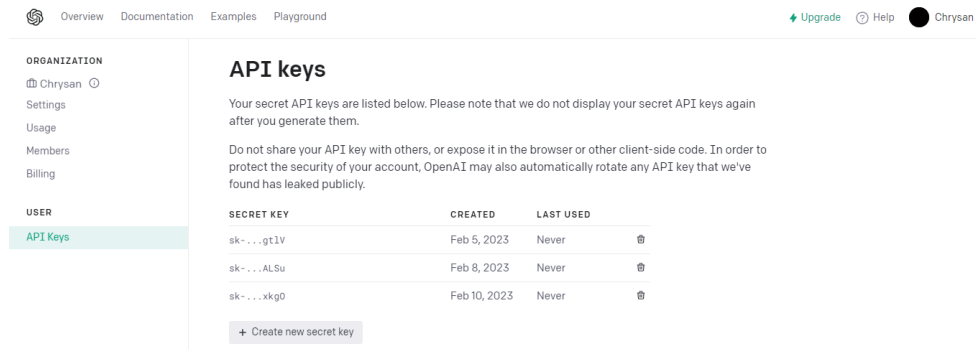 Overview Documentation Examples Playground Upgrade Help Chrysan
ORGANIZATION
Chrysan
Settings
Usage
Members
Billing
USER
API Keys
API keys
Your secret API keys are listed below. Please note that we do not display your secret API keys again
after you generate them.
Do not share your API key with others, or expose it in the browser or other client-side code. In order to
protect the security of your account, OpenAI may also automatically rotate any API key that we've
found has leaked publicly.
SECRET KEY CREATED LAST USED
sk-...gtlV Feb 5, 2023 Never
sk-...ALSu Feb 8, 2023 Never
sk-...xkgO Feb 10, 2023 Never
+ Create new secret key